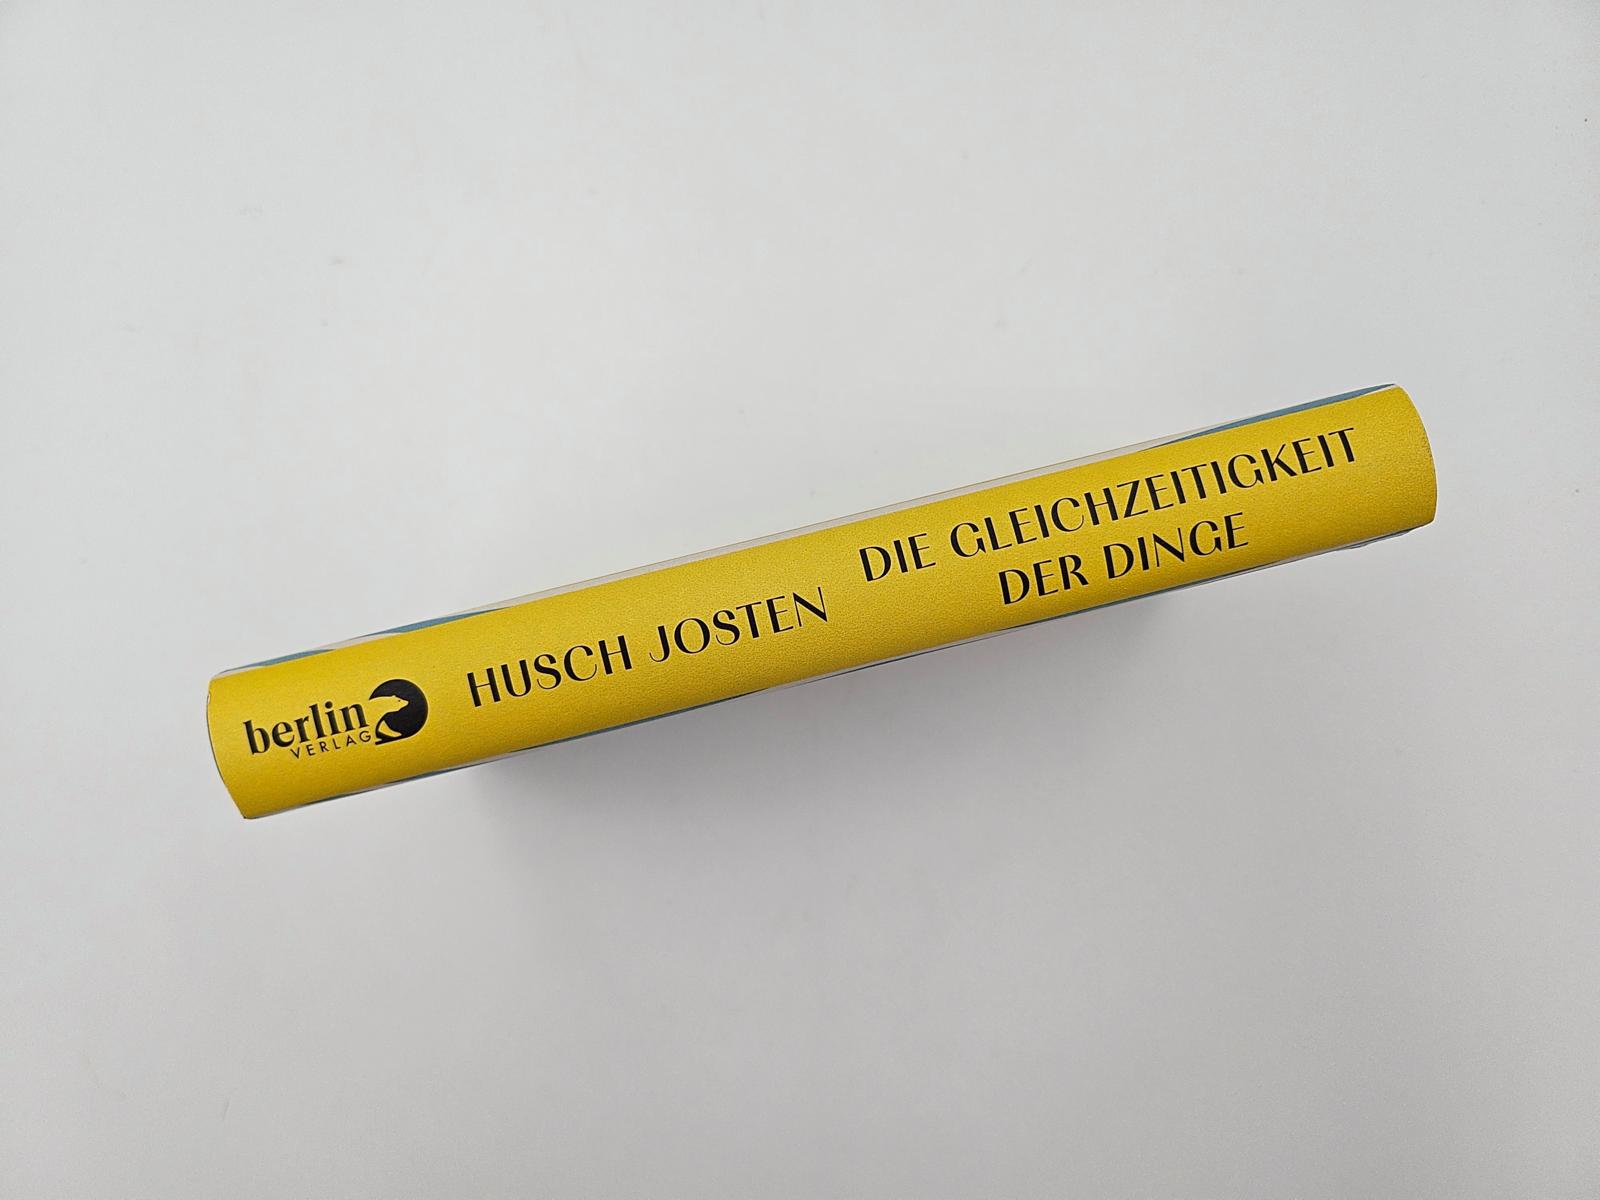 berlin
VERLAG
HUSCH JOSTEN
DIE GLEICHZEITIGKEIT
DER DINGE